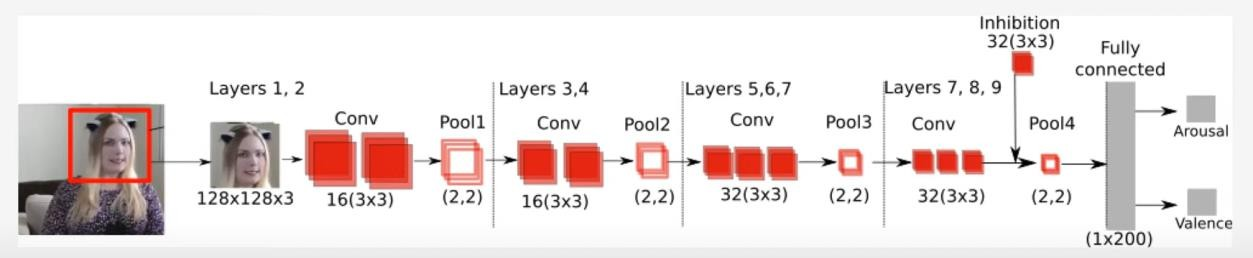 Inhibition
32(3x3)
Fully
connected
Layers 1, 2
Layers 3,4
Layers 5,6,7
Layers 7, 8, 9
Conv
Pool1
Conv
Pool2
Conv
Pool3
Conv
Pool4
Arousal
128x128x3
16(3x3)
(2,2)
16(3x3)
(2,2)
32(3x3)
(2,2)
32(3x3)
(2,2)
Valence
(1x200)